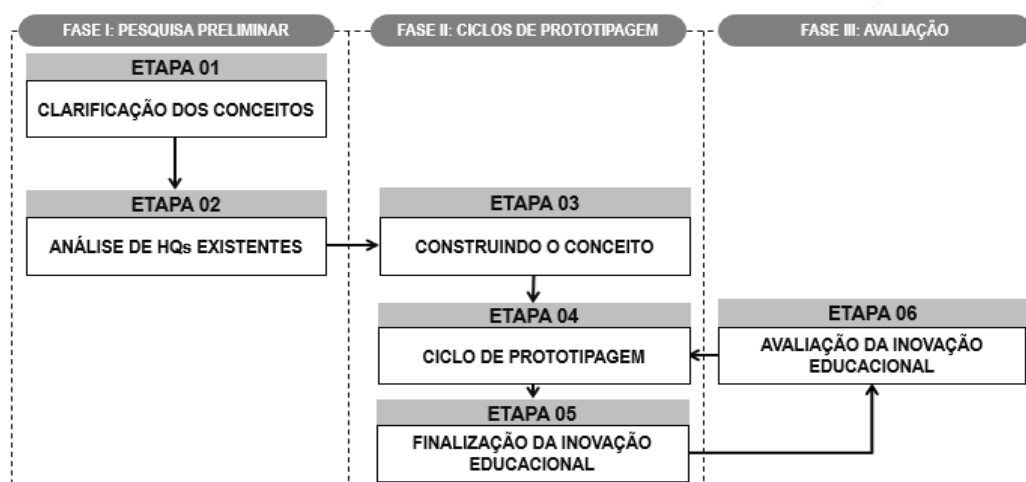 FASE I: PESQUISA PRELIMINAR
FASE II: CICLOS DE PROTOTIPAGEM
FASE III: AVALIAÇÃO
ETAPA 01
CLARIFICAÇÃO DOS CONCEITOS
ETAPA 02
ANÁLISE DE HQs EXISTENTES
ETAPA 03
CONSTRUINDO O CONCEITO
ETAPA 04
CICLO DE PROTOTIPAGEM
ETAPA 05
FINALIZAÇÃO DA INOVAÇÃO
EDUCACIONAL
ETAPA 06
AVALIAÇÃO DA INOVAÇÃO
EDUCACIONAL